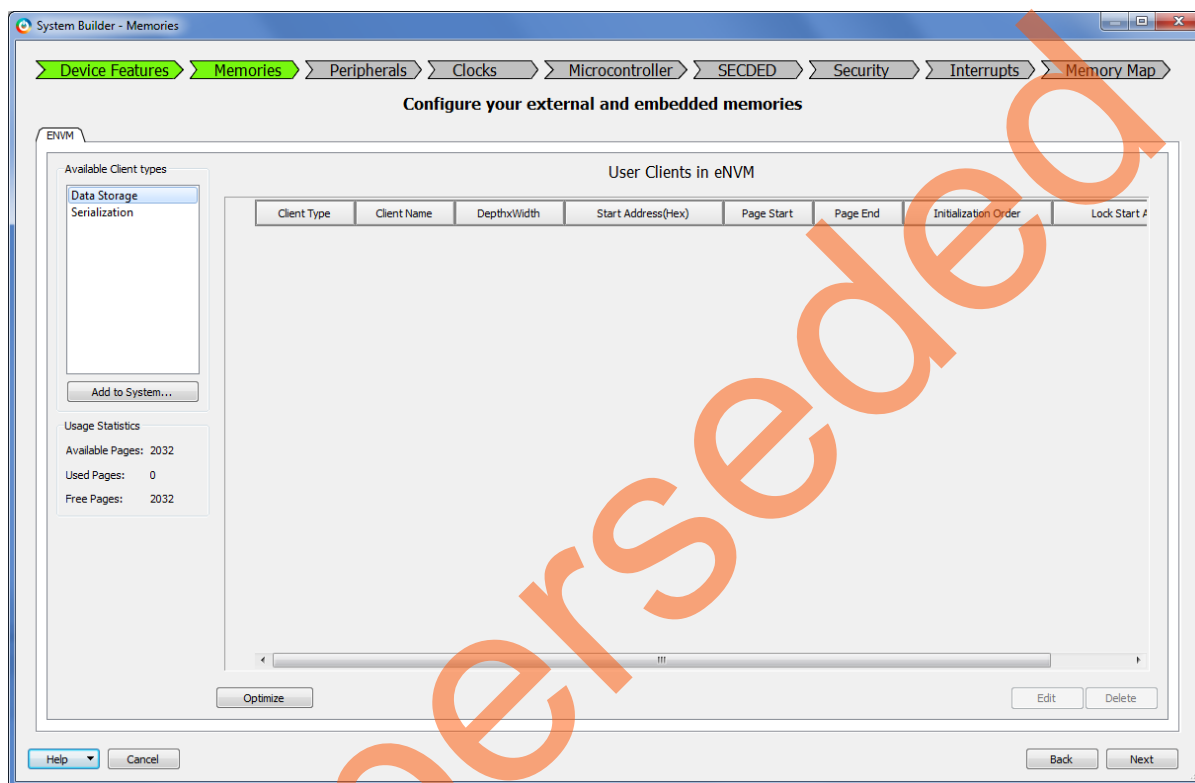 System Builder - Memories
Device Features Memories Peripherals Clocks Microcontroller SECDED Security Interrupts Memory Map
Configure your external and embedded memories
ENVM
Available Client types
User Clients in eNVM
Data Storage
Serialization
Client Type Client Name DepthxWidth Start Address(Hex) Page Start Page End Initialization Order Lock Start A
Add to System...
Usage Statistics
Available Pages: 2032
Used Pages: 0
Free Pages: 2032
Optimize Edit Delete
Help Cancel Back Next
perseded